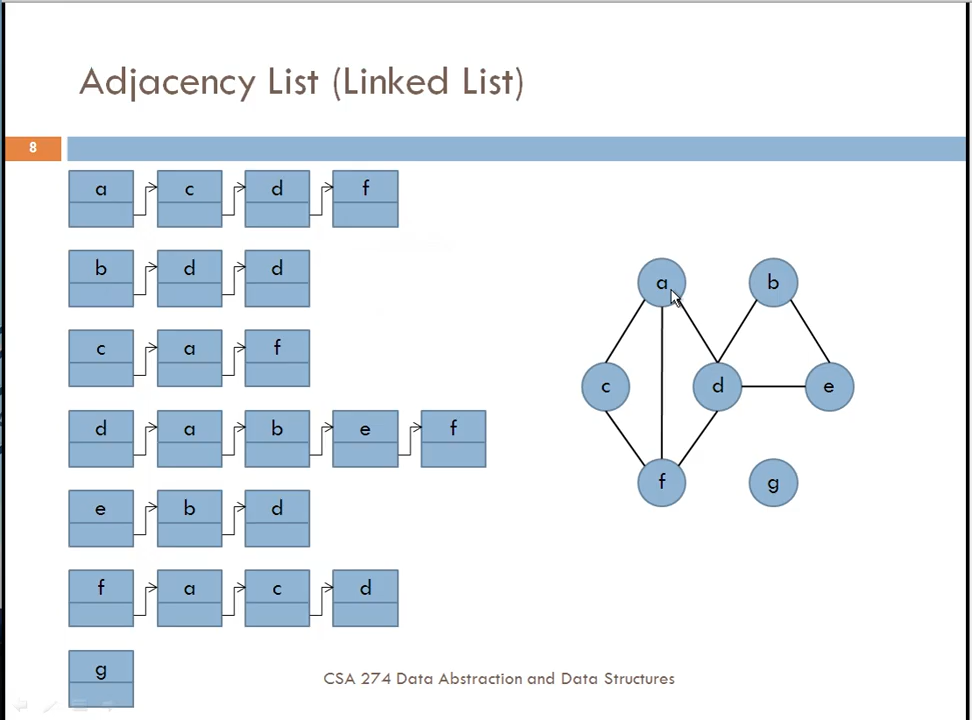 Adjacency List (Linked List)
8
a c d f
b d d
c a f
d a b e f
e b d
f a c d
g
a b
c d e
f g
CSA 274 Data Abstraction and Data Structures